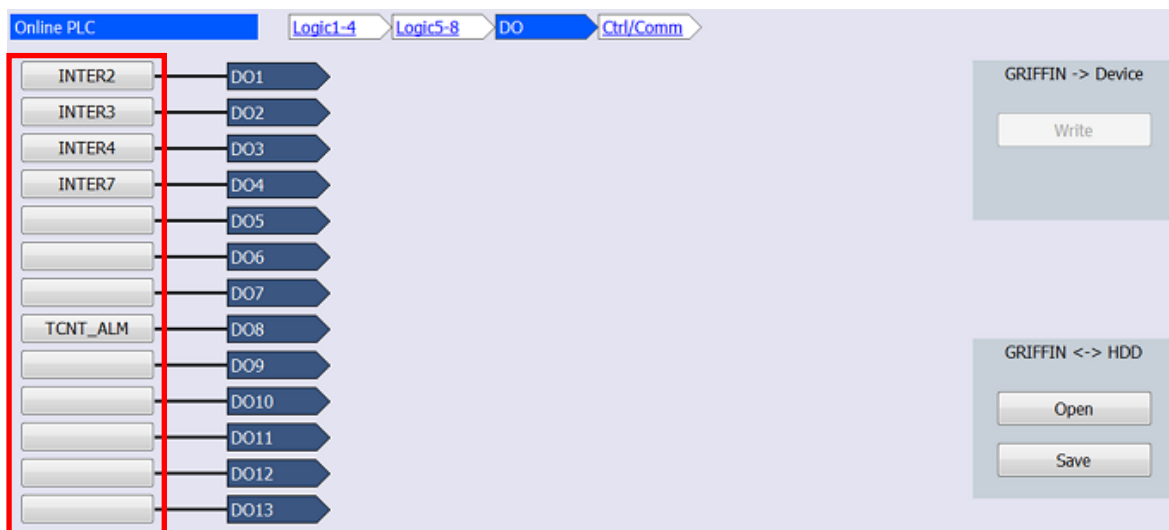 Online PLC
Logic1-4 Logic5-8 DO Ctrl/Comm
INTER2 DO1
INTER3 DO2
INTER4 DO3
INTER7 DO4
DO5
DO6
DO7
TCNT_ALM DO8
DO9
DO10
DO11
DO12
DO13
GRIFFIN -> Device
Write
GRIFFIN <-> HDD
Open
Save